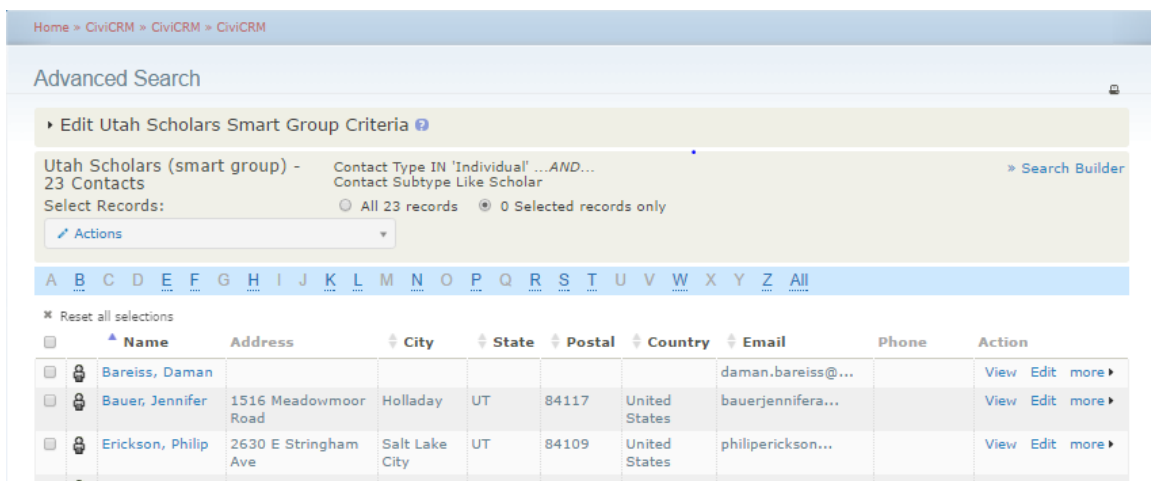 Home » CiviCRM » CiviCRM » CiviCRM
Advanced Search
Edit Utah Scholars Smart Group Criteria ?
Utah Scholars (smart group) - 23 Contacts
Contact Type IN 'Individual' ...AND...
Contact Subtype Like Scholar
» Search Builder
Select Records: All 23 records 0 Selected records only
Actions
A B C D E F G H I J K L M N O P Q R S T U V W X Y Z All
Reset all selections
Name Address City State Postal Country Email Phone Action
Bareiss, Daman daman.bareiss@... View Edit more
Bauer, Jennifer 1516 Meadowmoor Road Holladay UT 84117 United States bauerjennifera... View Edit more
Erickson, Philip 2630 E Stringham Ave Salt Lake City UT 84109 United States philiperickson... View Edit more